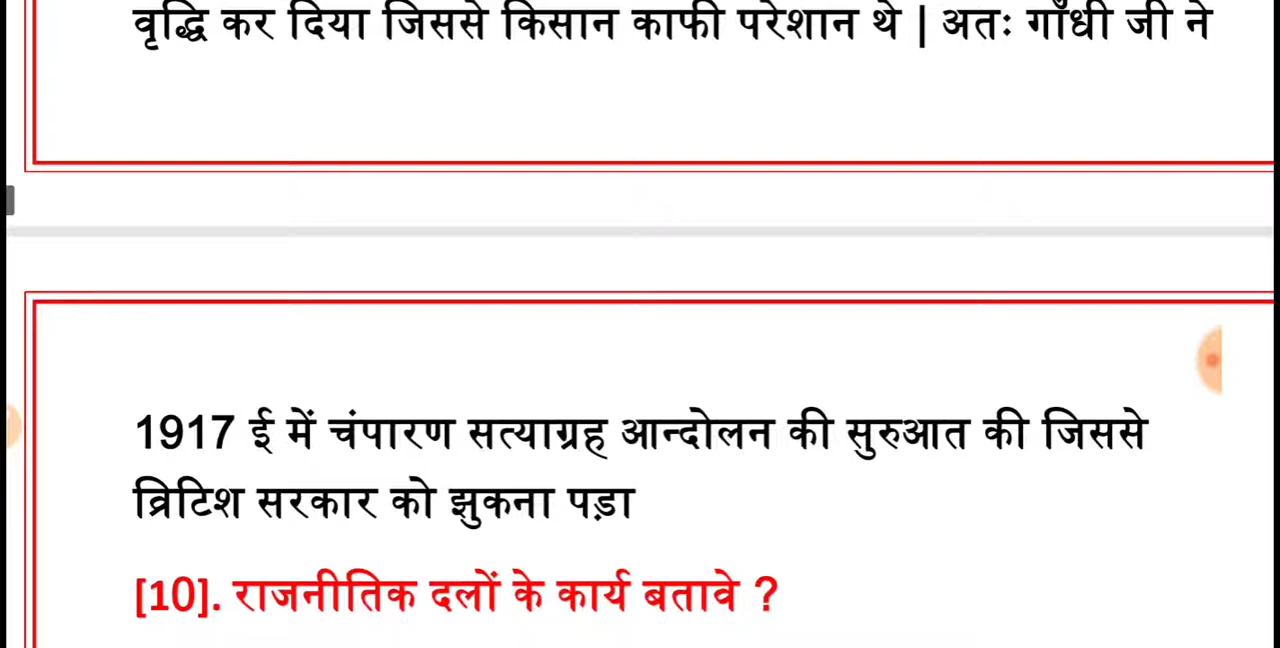 वृद्धि कर दिया जिससे किसान काफी परेशान थे | अतः गाँधी जी ने
1917 ई में चंपारण सत्याग्रह आन्दोलन की सुरुआत की जिससे
व्रिटिश सरकार को झुकना पड़ा
[10]. राजनीतिक दलों के कार्य बतावे ?